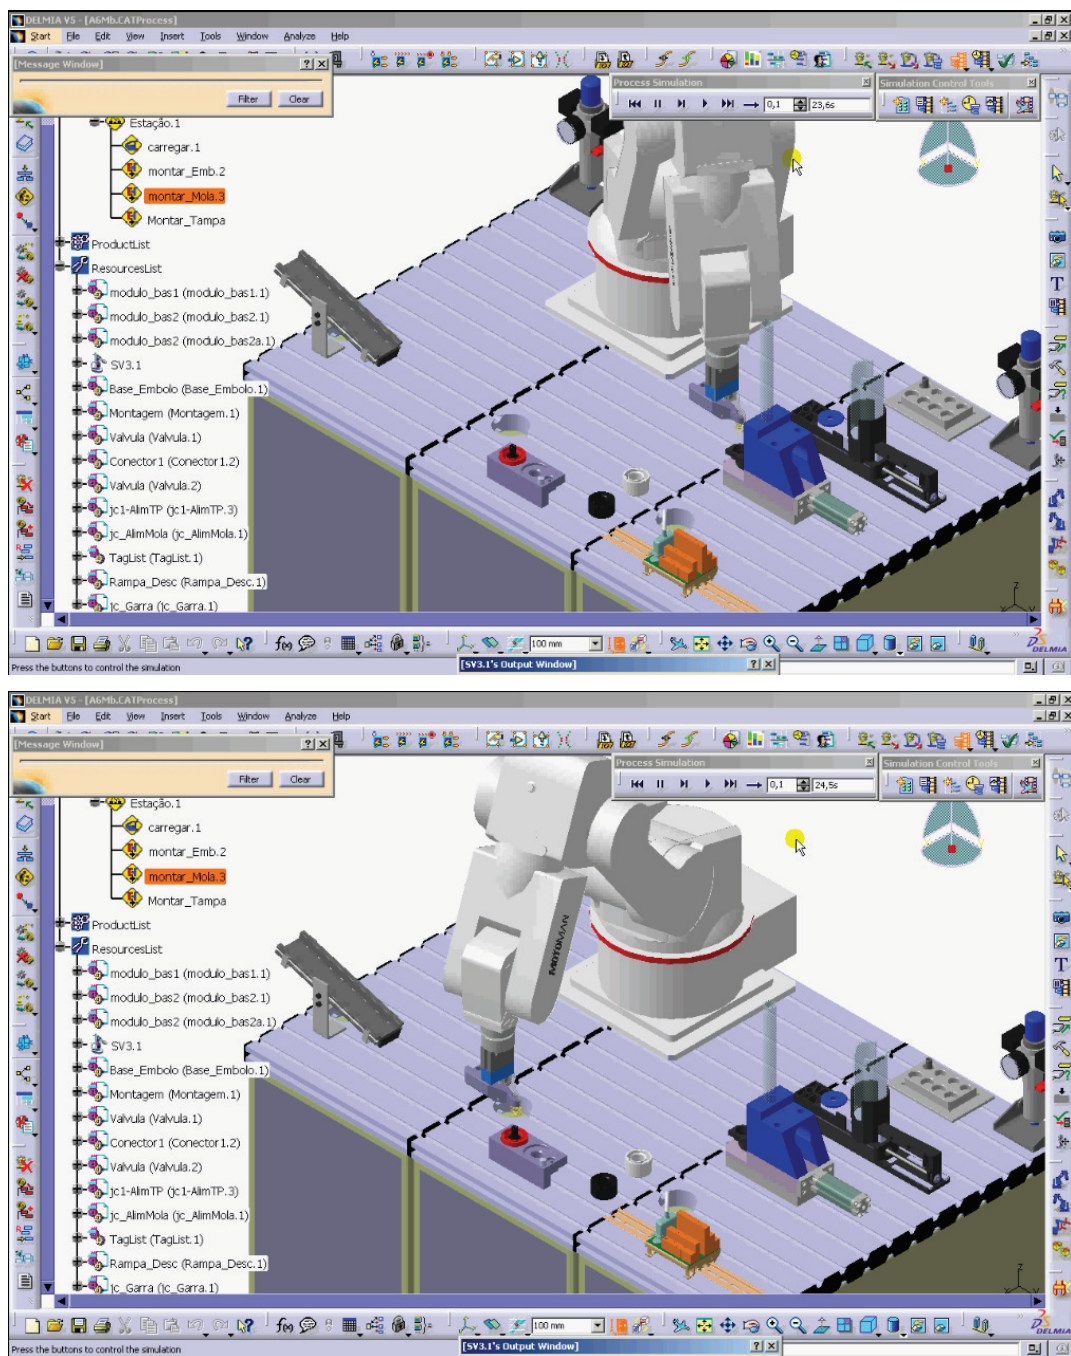 DELMIA V5 - [A6Mb.CATProcess]
Start File Edit View Insert Tools Window Analyze Help
[Message Window]
Filter Clear
Process Simulation
0,1 23,6s
Simulation Control Tools
Estação.1
carregar.1
montar_Emb.2
montar_Mola.3
Montar_Tampa
ProductList
ResourcesList
modulo_bas1 (modulo_bas1.1)
modulo_bas2 (modulo_bas2.1)
modulo_bas2 (modulo_bas2a.1)
SV3.1
Base_Embolo (Base_Embolo.1)
Montagem (Montagem.1)
Valvula (Valvula.1)
Conector1 (Conector1.2)
Valvula (Valvula.2)
jc1-AlimTP (jc1-AlimTP.3)
jc_AlimMola (jc_AlimMola.1)
TagList (TagList.1)
Rampa_Desc (Rampa_Desc.1)
jc_Garra (jc_Garra.1)
100 mm
DELMIA
Press the buttons to control the simulation
[SV3.1's Output Window]
DELMIA V5 - [A6Mb.CATProcess]
Start File Edit View Insert Tools Window Analyze Help
[Message Window]
Filter Clear
Process Simulation
0,1 24,5s
Simulation Control Tools
Estação.1
carregar.1
montar_Emb.2
montar_Mola.3
Montar_Tampa
MOTOMAN
ProductList
ResourcesList
modulo_bas1 (modulo_bas1.1)
modulo_bas2 (modulo_bas2.1)
modulo_bas2 (modulo_bas2a.1)
SV3.1
Base_Embolo (Base_Embolo.1)
Montagem (Montagem.1)
Valvula (Valvula.1)
Conector1 (Conector1.2)
Valvula (Valvula.2)
jc1-AlimTP (jc1-AlimTP.3)
jc_AlimMola (jc_AlimMola.1)
TagList (TagList.1)
Rampa_Desc (Rampa_Desc.1)
jc_Garra (jc_Garra.1)
100 mm
DELMIA
Press the buttons to control the simulation
[SV3.1's Output Window]